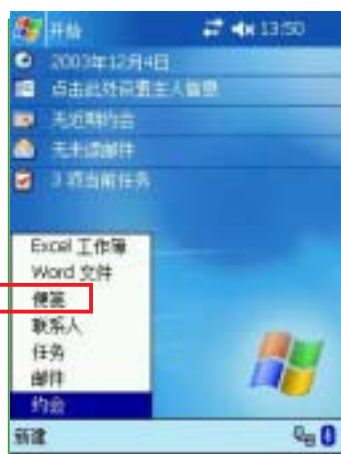 开始 13:50
2003年12月4日
点击此处设置主人信息
无近期约会
无未读邮件
3 项当前任务
Excel 工作簿
Word 文件
便笺
联系人
任务
邮件
约会
新建